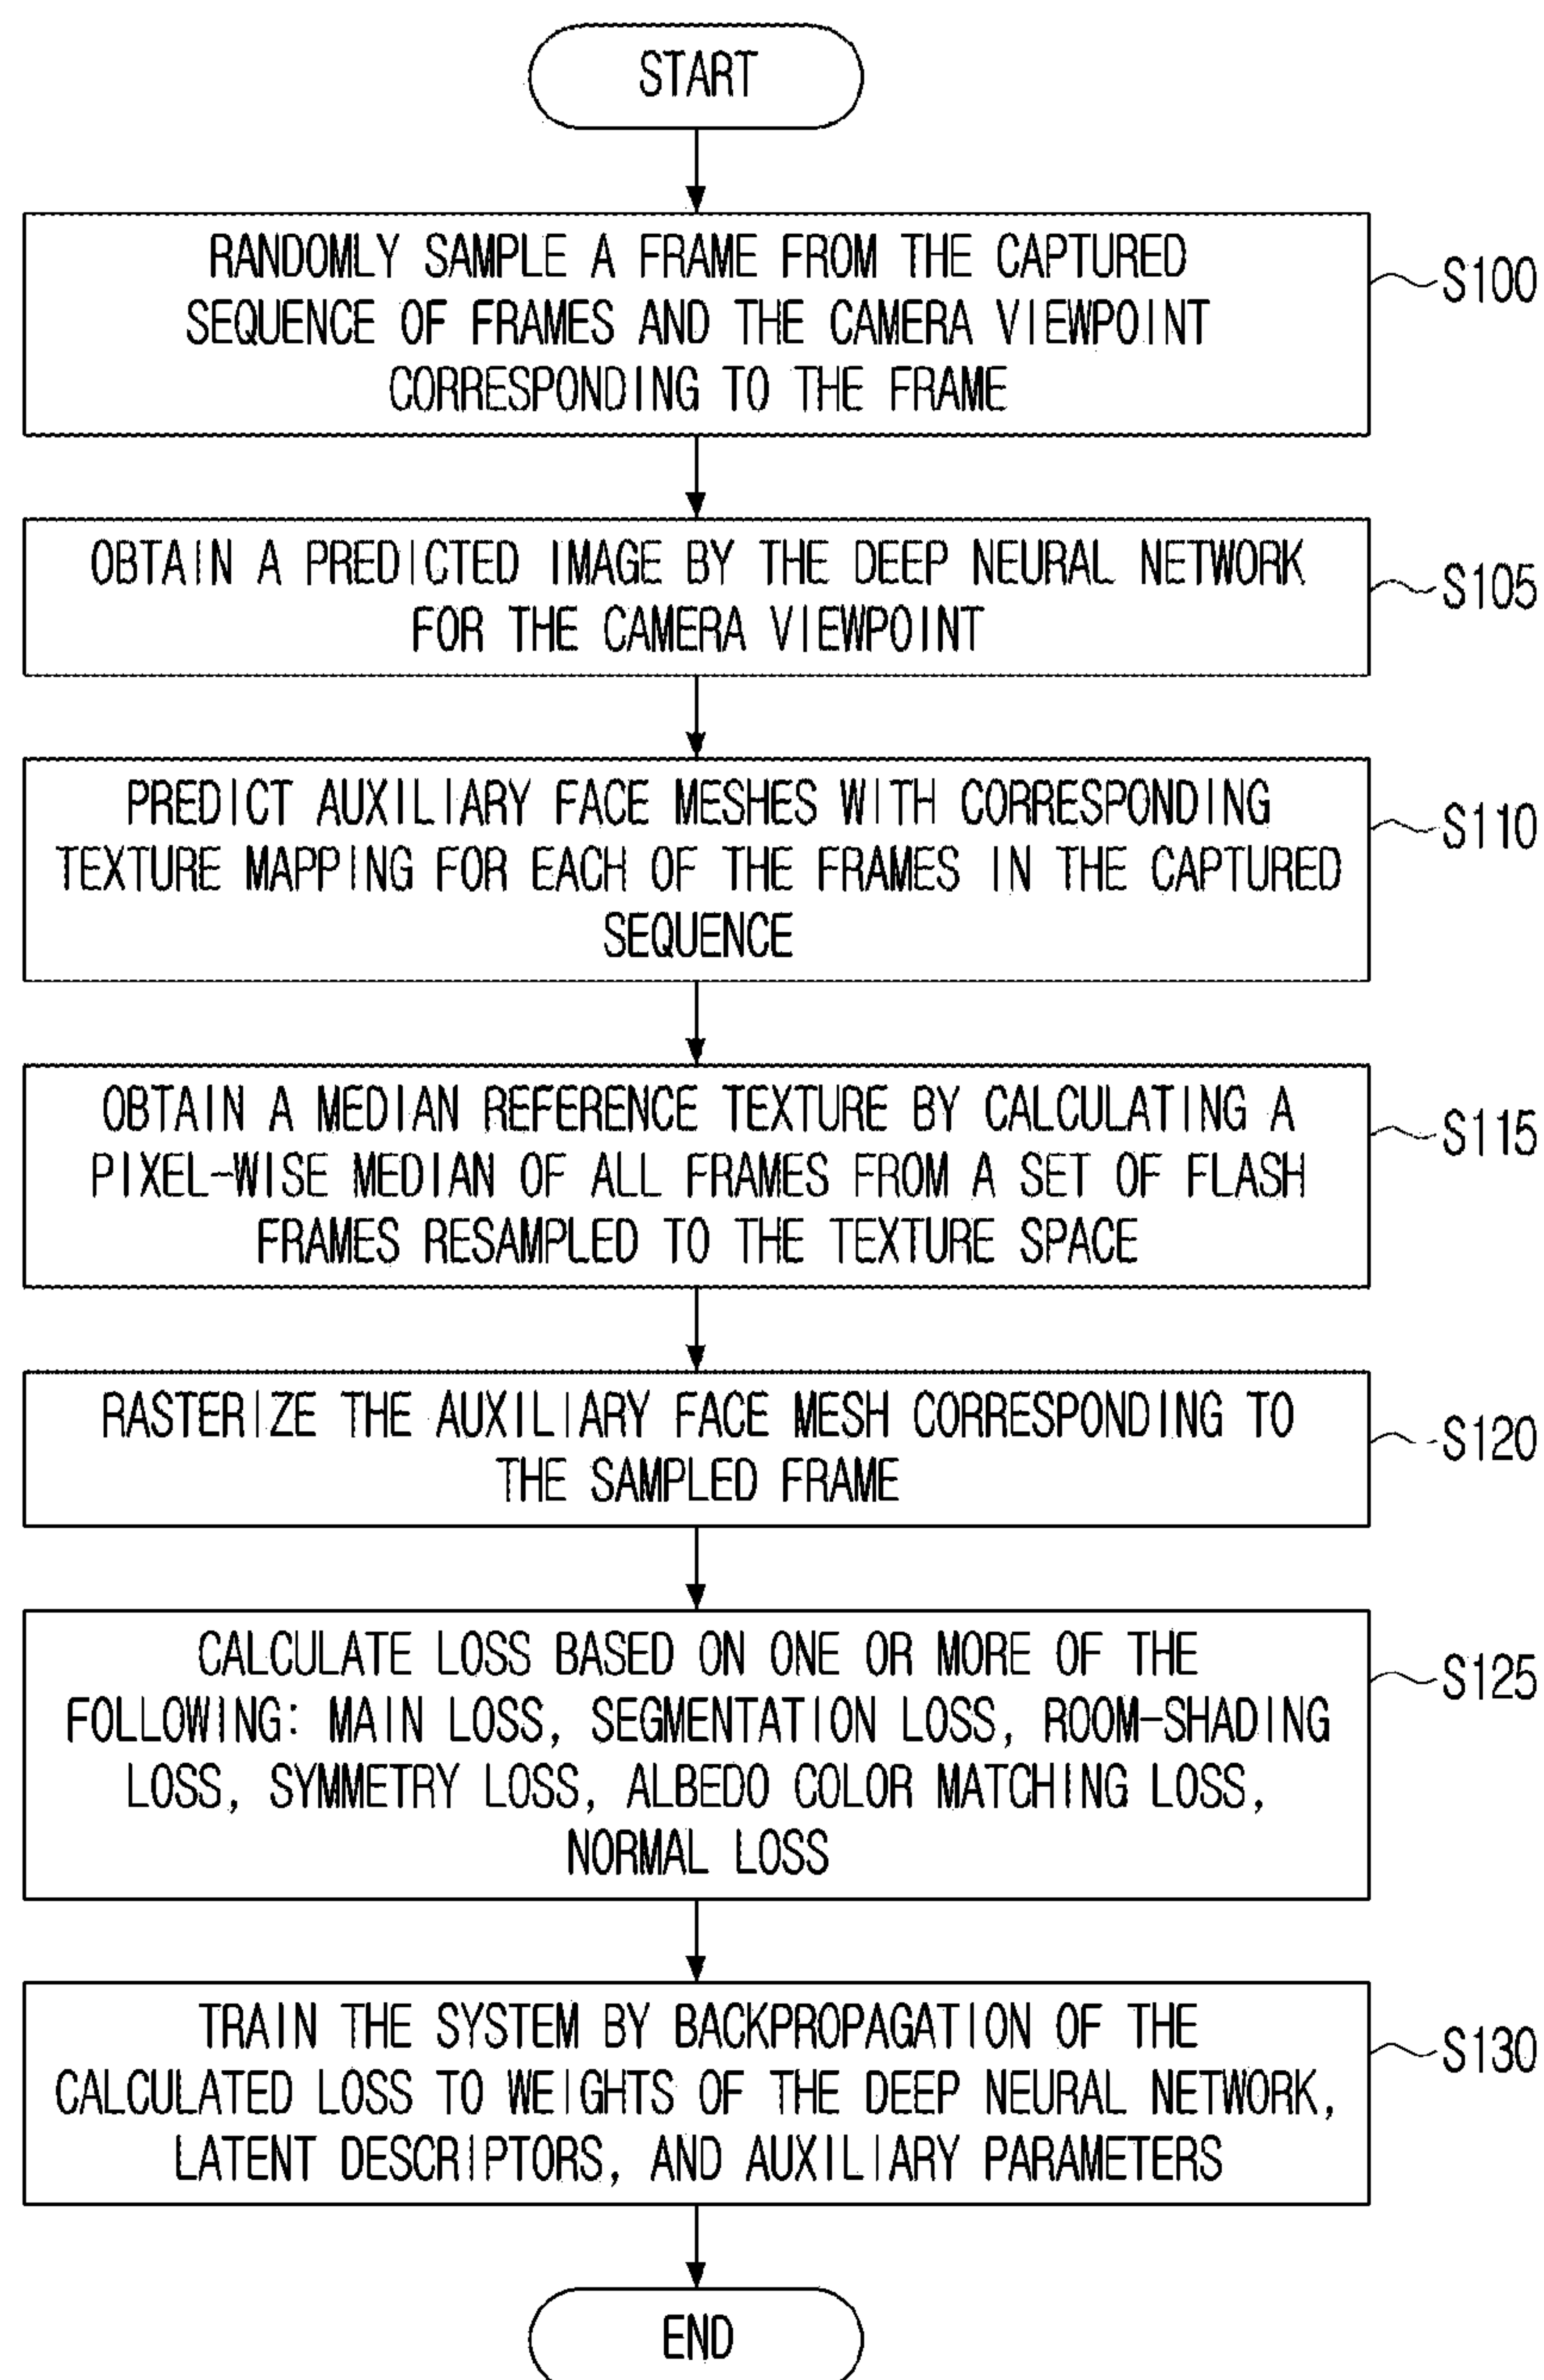 START
RANDOMLY SAMPLE A FRAME FROM THE CAPTURED
SEQUENCE OF FRAMES AND THE CAMERA VIEWPOINT
CORRESPONDING TO THE FRAME
S100
OBTAIN A PREDICTED IMAGE BY THE DEEP NEURAL NETWORK
FOR THE CAMERA VIEWPOINT
S105
PREDICT AUXILIARY FACE MESHES WITH CORRESPONDING
TEXTURE MAPPING FOR EACH OF THE FRAMES IN THE CAPTURED
SEQUENCE
S110
OBTAIN A MEDIAN REFERENCE TEXTURE BY CALCULATING A
PIXEL-WISE MEDIAN OF ALL FRAMES FROM A SET OF FLASH
FRAMES RESAMPLED TO THE TEXTURE SPACE
S115
RASTERIZE THE AUXILIARY FACE MESH CORRESPONDING TO
THE SAMPLED FRAME
S120
CALCULATE LOSS BASED ON ONE OR MORE OF THE
FOLLOWING: MAIN LOSS, SEGMENTATION LOSS, ROOM-SHADING
LOSS, SYMMETRY LOSS, ALBEDO COLOR MATCHING LOSS,
NORMAL LOSS
S125
TRAIN THE SYSTEM BY BACKPROPAGATION OF THE
CALCULATED LOSS TO WEIGHTS OF THE DEEP NEURAL NETWORK,
LATENT DESCRIPTORS, AND AUXILIARY PARAMETERS
S130
END